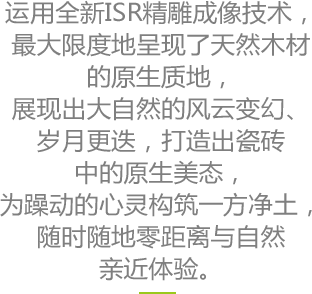 运用全新ISR精雕成像技术，
最大限度地呈现了天然木材
的原生质地，
展现出大自然的风云变幻、
岁月更迭，打造出瓷砖
中的原生美态，
为躁动的心灵构筑一方净土，
随时随地零距离与自然
亲近体验。